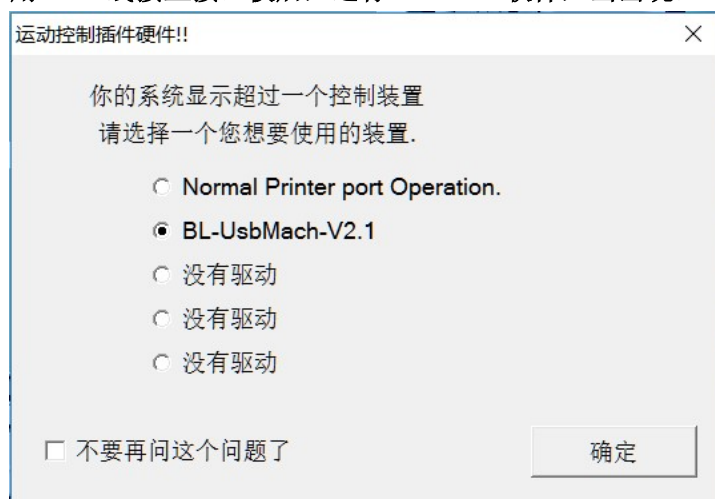 运动控制插件硬件!!
你的系统显示超过一个控制装置
请选择一个您想要使用的装置.
Normal Printer port Operation.
BL-UsbMach-V2.1
没有驱动
没有驱动
没有驱动
不要再问这个问题了
确定